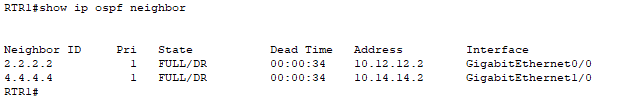 RTR1#show ip ospf neighbor
Neighbor ID     Pri   State           Dead Time   Address         Interface
2.2.2.2           1   FULL/DR         00:00:34    10.12.12.2      GigabitEthernet0/0
4.4.4.4           1   FULL/DR         00:00:34    10.14.14.2      GigabitEthernet1/0
RTR1#